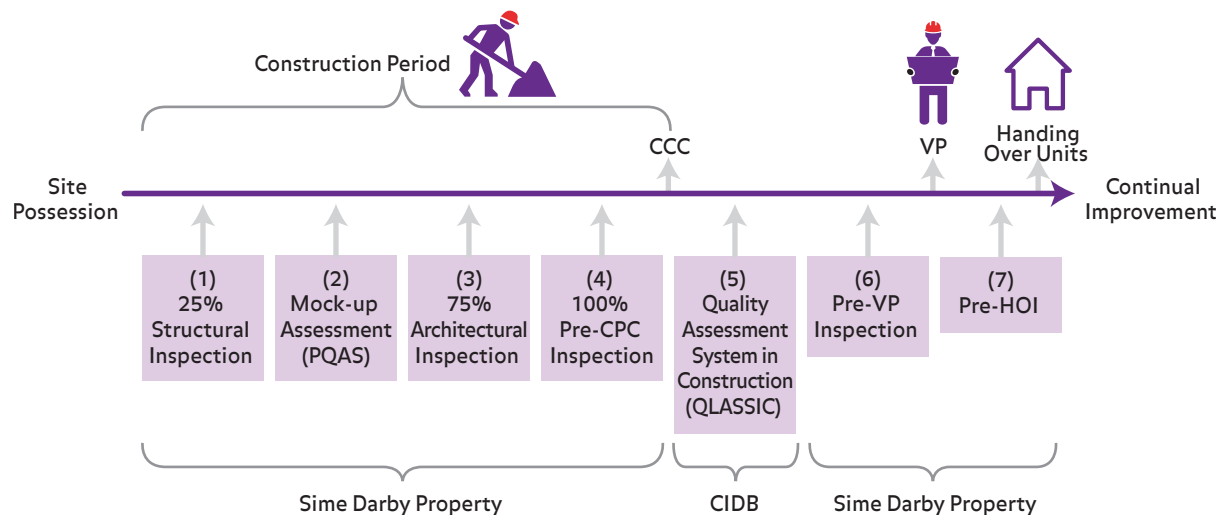 Construction Period
CCC
VP
Handing
Over Units
Site
Possession
Continual
Improvement
(1)
25%
Structural
Inspection
(2)
Mock-up
Assessment
(PQAS)
(3)
75%
Architectural
Inspection
(4)
100%
Pre-CPC
Inspection
(5)
Quality
Assessment
System in
Construction
(QLASSIC)
(6)
Pre-VP
Inspection
(7)
Pre-HOI
Sime Darby Property
CIDB
Sime Darby Property